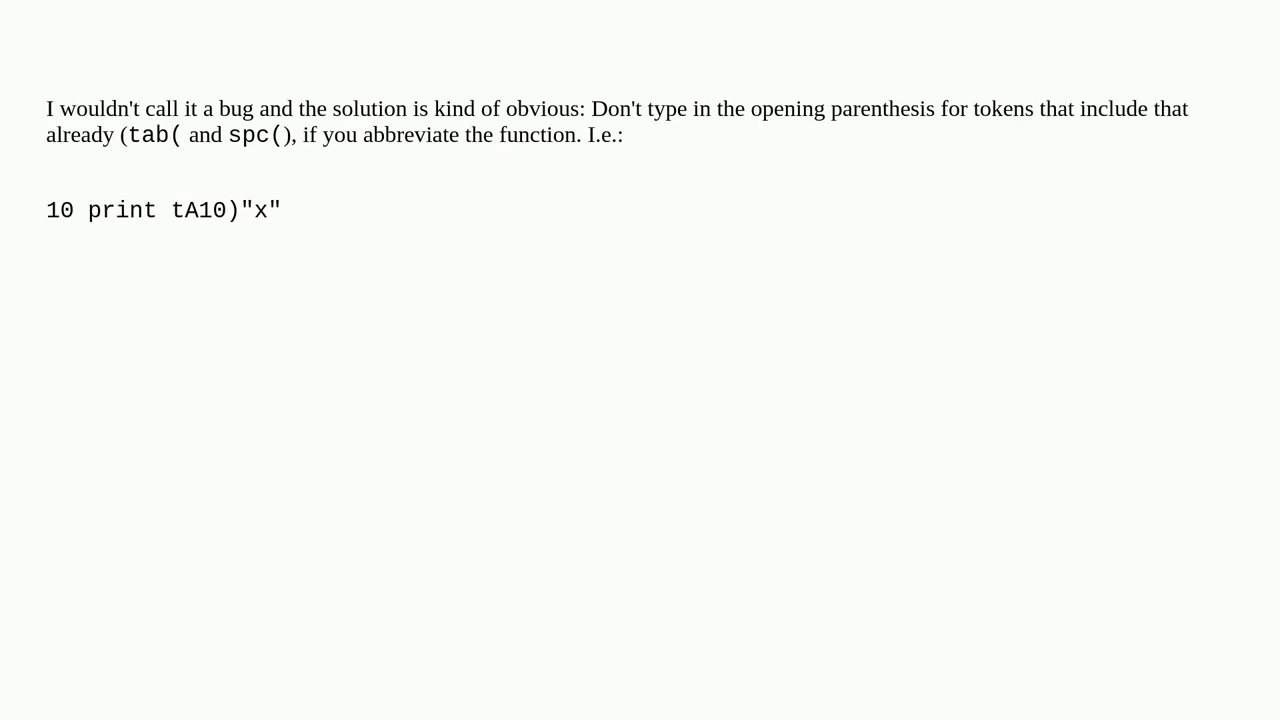 I wouldn't call it a bug and the solution is kind of obvious: Don't type in the opening parenthesis for tokens that include that
already (tab( and spc(), if you abbreviate the function. I.e.:
10 print tA10)"x"